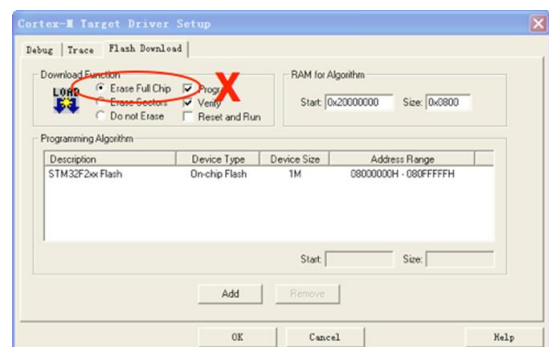 Cortex-M Target Driver Setup
Debug | Trace | Flash Download
Download Function
LOAD
Erase Full Chip
Erase Sectors
Do not Erase
Verify
Reset and Run
X
RAM for Algorithm
Start: 0x20000000 Size: 0x0800
Programming Algorithm
Description Device Type Device Size Address Range
STM32F2xx Flash On-chip Flash 1M 08000000H - 080FFFFFH
Start: Size:
Add Remove
OK Cancel Help